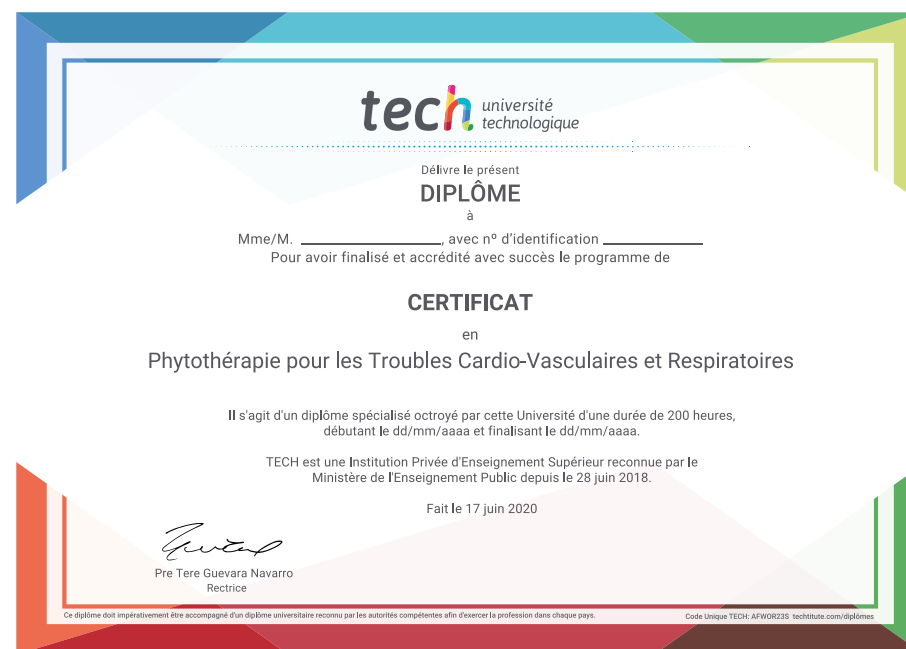 tech université
technologique
Délivre le présent
DIPLÔME
à
Mme/M. ____________________, avec nº d'identification ______________
Pour avoir finalisé et accrédité avec succès le programme de
CERTIFICAT
en
Phytothérapie pour les Troubles Cardio-Vasculaires et Respiratoires
Il s'agit d'un diplôme spécialisé octroyé par cette Université d'une durée de 200 heures,
débutant le dd/mm/aaaa et finalisant le dd/mm/aaaa.
TECH est une Institution Privée d'Enseignement Supérieur reconnue par le
Ministère de l'Enseignement Public depuis le 28 juin 2018.
Fait le 17 juin 2020
Pre Tere Guevara Navarro
Rectrice
Ce diplôme doit impérativement être accompagné d'un diplôme universitaire reconnu par les autorités compétentes afin d'exercer la profession dans chaque pays.
Code Unique TECH: AFWOR23S techtitute.com/diplômes